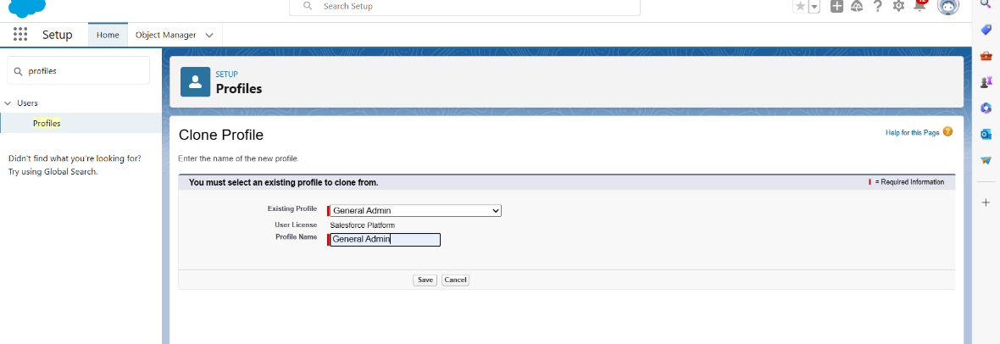 Search Setup
12
Setup Home Object Manager
profiles
Users
Profiles
Didn't find what you're looking for?
Try using Global Search.
SETUP
Profiles
Clone Profile
Help for this Page ?
Enter the name of the new profile.
You must select an existing profile to clone from.
= Required Information
Existing Profile General Admin
User License Salesforce Platform
Profile Name General Admin
Save Cancel